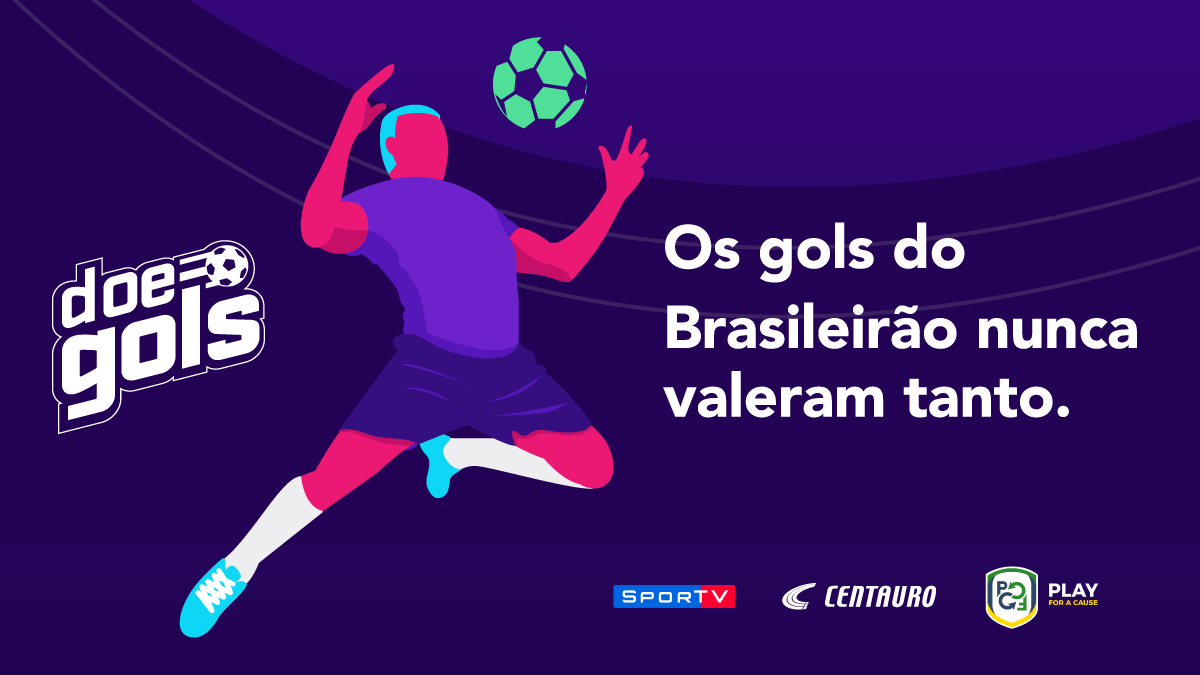 doe
gols
Os gols do
Brasileirão nunca
valeram tanto.
SPORTV
CENTAURO
PLAY
FOR A CAUSE